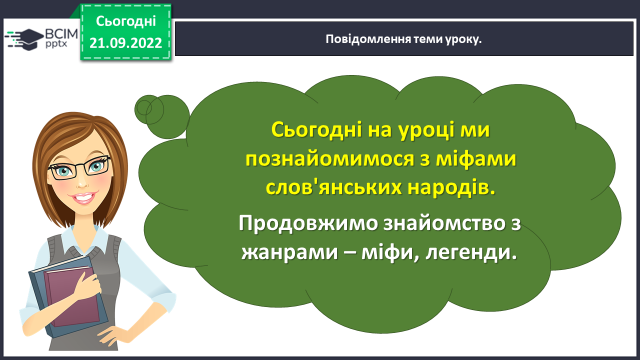 Сьогодні
21.09.2022
BCIM
pptx
Повідомлення теми уроку.
Сьогодні на уроці ми
познайомимося з міфами
слов'янських народів.
Продовжимо знайомство з
жанрами – міфи, легенди.